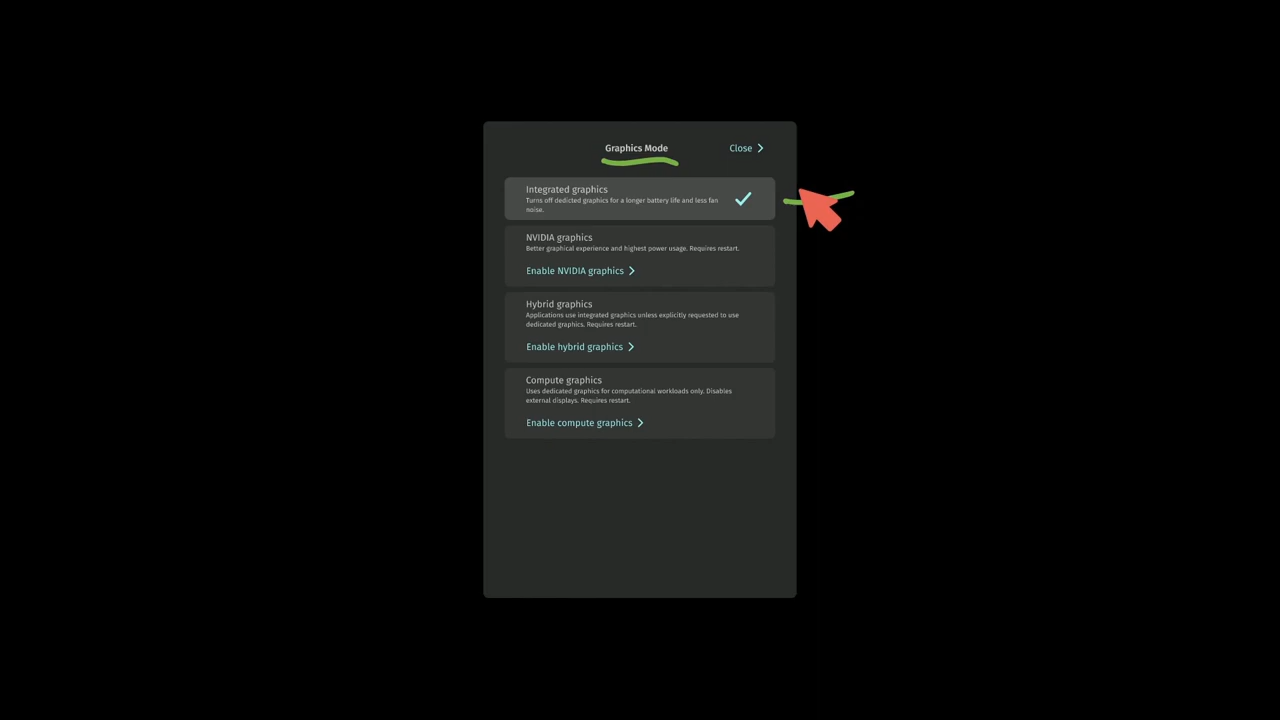 Graphics Mode
Close
Integrated graphics
Turns off dedicted graphics for a longer battery life and less fan
noise.
NVIDIA graphics
Better graphical experience and highest power usage. Requires restart.
Enable NVIDIA graphics
Hybrid graphics
Applications use integrated graphics unless explicitly requested to use
dedicated graphics. Requires restart.
Enable hybrid graphics
Compute graphics
Uses dedicated graphics for computational workloads only. Disables
external displays. Requires restart.
Enable compute graphics